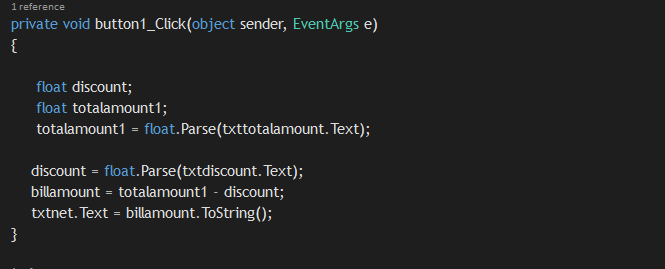 1 reference
private void button1_Click(object sender, EventArgs e)
{
float discount;
float totalamount1;
totalamount1 = float.Parse(txttotalamount.Text);
discount = float.Parse(txtdiscount.Text);
billamount = totalamount1 - discount;
txtnet.Text = billamount.ToString();
}